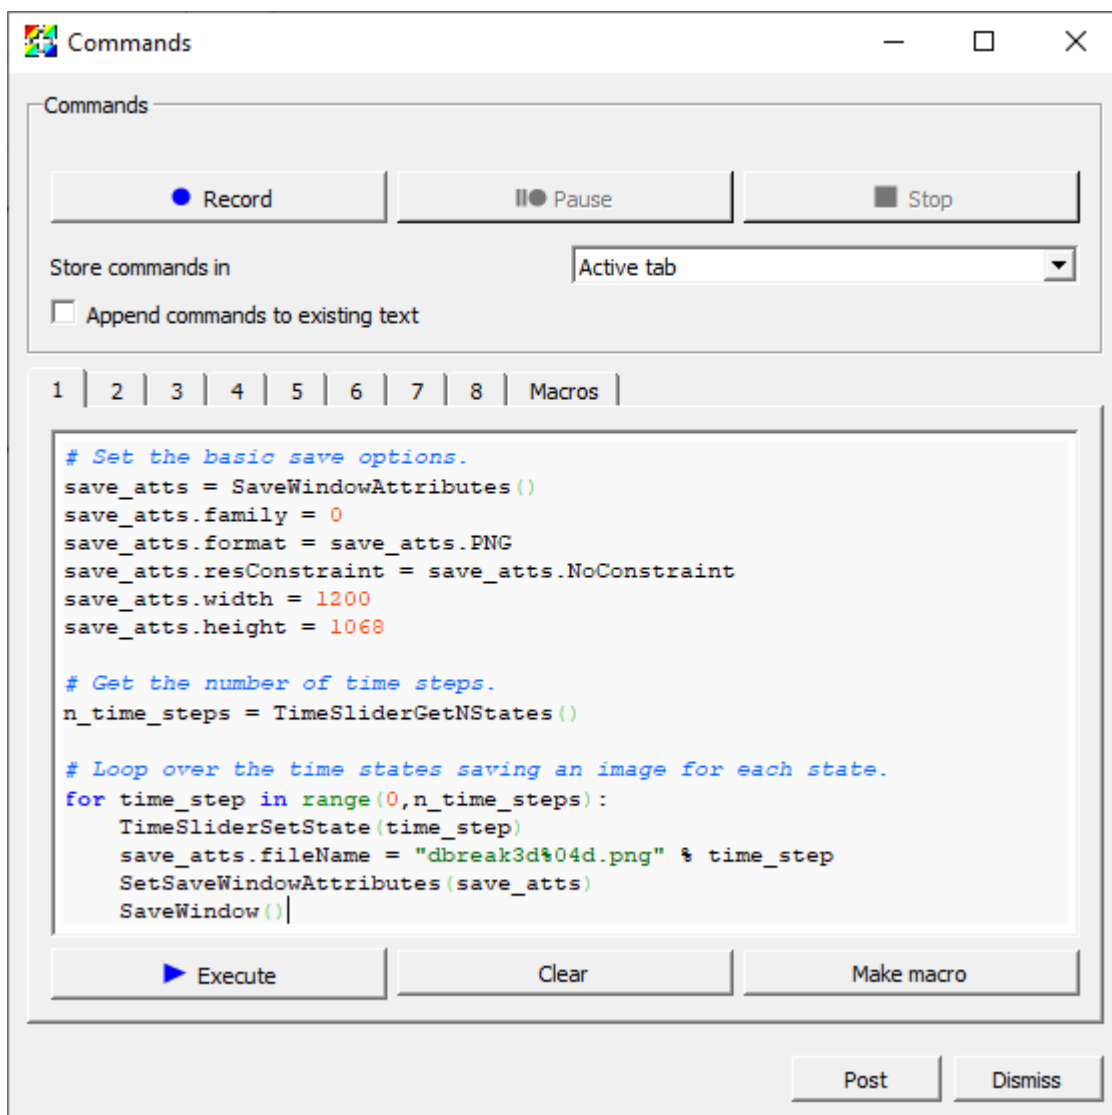 Commands
Commands
Record Pause Stop
Store commands in Active tab
Append commands to existing text
1 2 3 4 5 6 7 8 Macros
# Set the basic save options.
save_atts = SaveWindowAttributes()
save_atts.family = 0
save_atts.format = save_atts.PNG
save_atts.resConstraint = save_atts.NoConstraint
save_atts.width = 1200
save_atts.height = 1068
# Get the number of time steps.
n_time_steps = TimeSliderGetNStates()
# Loop over the time states saving an image for each state.
for time_step in range(0,n_time_steps):
    TimeSliderSetState(time_step)
    save_atts.fileName = "dbreak3d%04d.png" % time_step
    SetSaveWindowAttributes(save_atts)
    SaveWindow()
Execute Clear Make macro
Post Dismiss